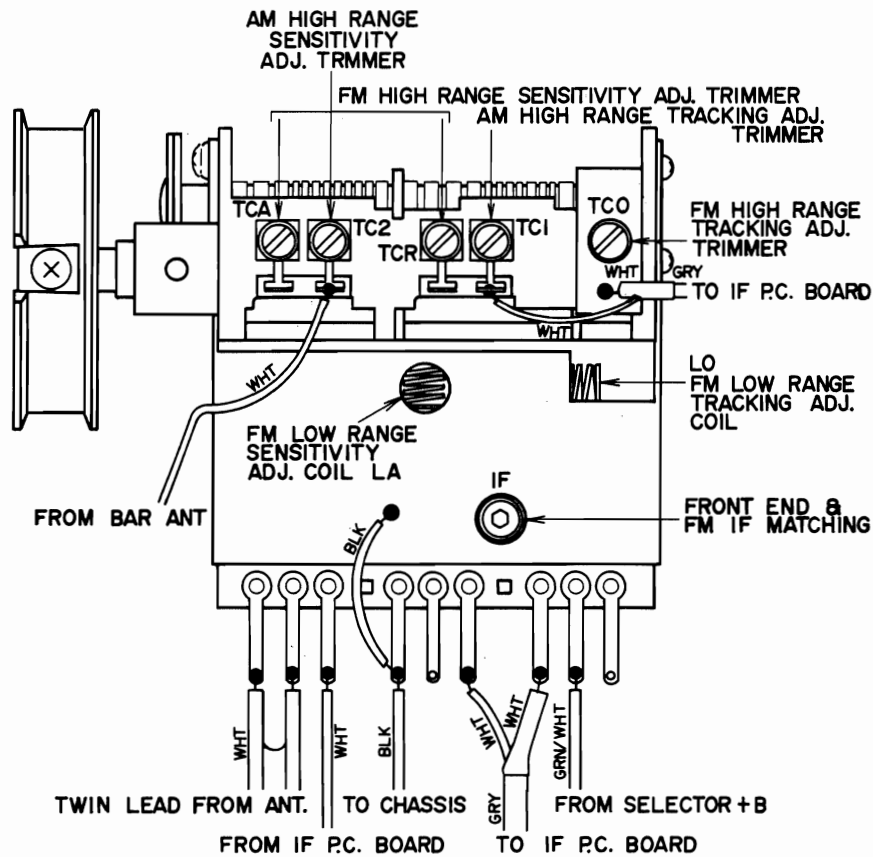 AM HIGH RANGE
SENSITIVITY
ADJ. TRMMER
FM HIGH RANGE SENSITIVITY ADJ. TRIMMER
AM HIGH RANGE TRACKING ADJ.
TRIMMER
TCA
TC2
TCR
TC1
TCO
FM HIGH RANGE
TRACKING ADJ.
TRIMMER
WHT
GRY
TO IF P.C. BOARD
WHT
WHT
LO
FM LOW RANGE
TRACKING ADJ.
COIL
FM LOW RANGE
SENSITIVITY
ADJ. COIL LA
IF
FROM BAR ANT
FRONT END &
FM IF MATCHING
BLK
WHT
WHT
BLK
WHT
WHT
GRN/WHT
TWIN LEAD FROM ANT.
TO CHASSIS
GRY
FROM SELECTOR+B
FROM IF P.C. BOARD
TO IF P.C. BOARD